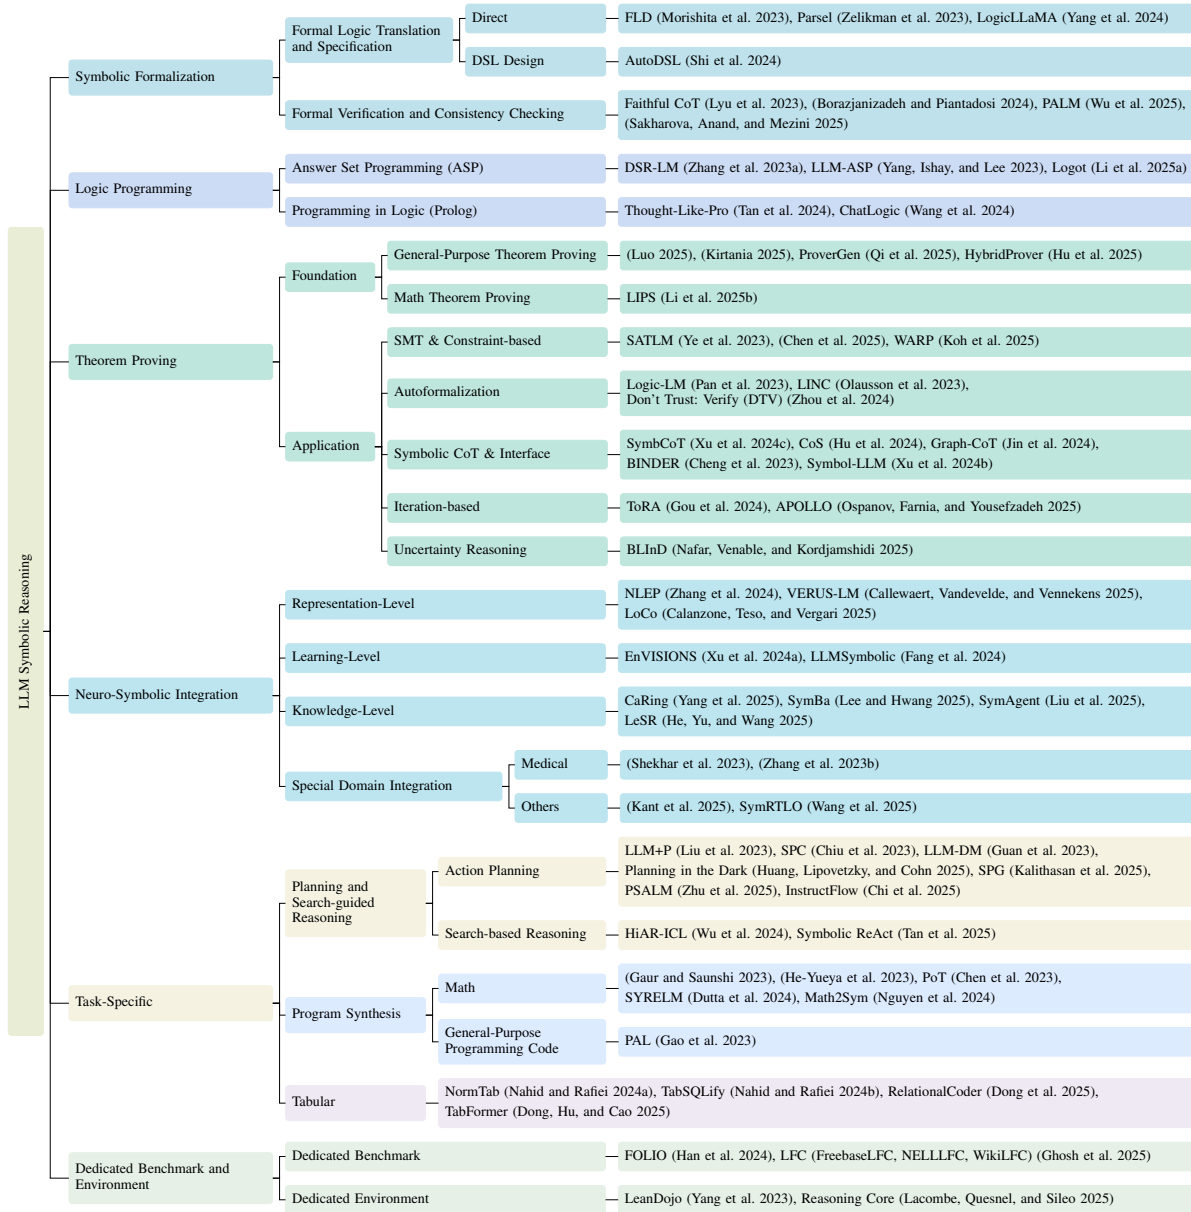 LLM Symbolic Reasoning
Symbolic Formalization
Formal Logic Translation
and Specification
Direct
FLD (Morishita et al. 2023), Parsel (Zelikman et al. 2023), LogicLLaMA (Yang et al. 2024)
DSL Design
AutoDSL (Shi et al. 2024)
Formal Verification and Consistency Checking
Faithful CoT (Lyu et al. 2023), (Borazjanizadeh and Piantadosi 2024), PALM (Wu et al. 2025),
(Sakharova, Anand, and Mezini 2025)
Logic Programming
Answer Set Programming (ASP)
DSR-LM (Zhang et al. 2023a), LLM-ASP (Yang, Ishay, and Lee 2023), Logot (Li et al. 2025a)
Programming in Logic (Prolog)
Thought-Like-Pro (Tan et al. 2024), ChatLogic (Wang et al. 2024)
Theorem Proving
Foundation
General-Purpose Theorem Proving
(Luo 2025), (Kirtania 2025), ProverGen (Qi et al. 2025), HybridProver (Hu et al. 2025)
Math Theorem Proving
LIPS (Li et al. 2025b)
Application
SMT & Constraint-based
SATLM (Ye et al. 2023), (Chen et al. 2025), WARP (Koh et al. 2025)
Autoformalization
Logic-LM (Pan et al. 2023), LINC (Olausson et al. 2023),
Don't Trust: Verify (DTV) (Zhou et al. 2024)
Symbolic CoT & Interface
SymbCoT (Xu et al. 2024c), CoS (Hu et al. 2024), Graph-CoT (Jin et al. 2024),
BINDER (Cheng et al. 2023), Symbol-LLM (Xu et al. 2024b)
Iteration-based
ToRA (Gou et al. 2024), APOLLO (Ospanov, Farnia, and Yousefzadeh 2025)
Uncertainty Reasoning
BLInD (Nafar, Venable, and Kordjamshidi 2025)
Neuro-Symbolic Integration
Representation-Level
NLEP (Zhang et al. 2024), VERUS-LM (Callewaert, Vandevelde, and Vennekens 2025),
LoCo (Calanzone, Teso, and Vergari 2025)
Learning-Level
EnVISIONS (Xu et al. 2024a), LLMSymbolic (Fang et al. 2024)
Knowledge-Level
CaRing (Yang et al. 2025), SymBa (Lee and Hwang 2025), SymAgent (Liu et al. 2025),
LeSR (He, Yu, and Wang 2025)
Special Domain Integration
Medical
(Shekhar et al. 2023), (Zhang et al. 2023b)
Others
(Kant et al. 2025), SymRTLO (Wang et al. 2025)
Task-Specific
Planning and
Search-guided
Reasoning
Action Planning
LLM+P (Liu et al. 2023), SPC (Chiu et al. 2023), LLM-DM (Guan et al. 2023),
Planning in the Dark (Huang, Lipovetzky, and Cohn 2025), SPG (Kalithasan et al. 2025),
PSALM (Zhu et al. 2025), InstructFlow (Chi et al. 2025)
Search-based Reasoning
HiAR-ICL (Wu et al. 2024), Symbolic ReAct (Tan et al. 2025)
Program Synthesis
Math
(Gaur and Saunshi 2023), (He-Yueya et al. 2023), PoT (Chen et al. 2023),
SYRELM (Dutta et al. 2024), Math2Sym (Nguyen et al. 2024)
General-Purpose
Programming Code
PAL (Gao et al. 2023)
Tabular
NormTab (Nahid and Rafiei 2024a), TabSQLify (Nahid and Rafiei 2024b), RelationalCoder (Dong et al. 2025),
TabFormer (Dong, Hu, and Cao 2025)
Dedicated Benchmark and
Environment
Dedicated Benchmark
FOLIO (Han et al. 2024), LFC (FreebaseLFC, NELLLFC, WikiLFC) (Ghosh et al. 2025)
Dedicated Environment
LeanDojo (Yang et al. 2023), Reasoning Core (Lacombe, Quesnel, and Sileo 2025)